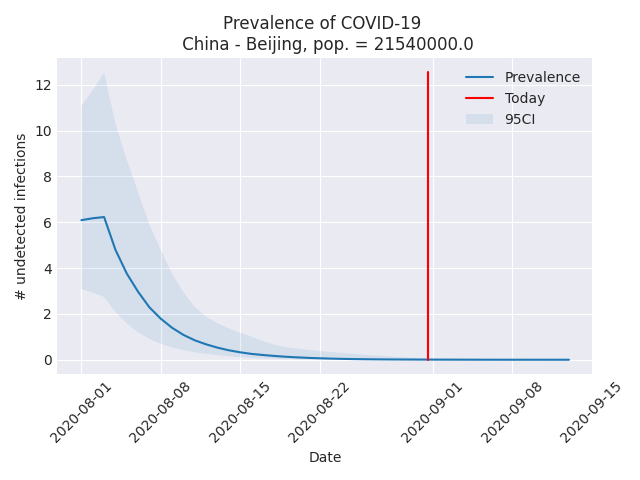 Prevalence of COVID-19
China - Beijing, pop. = 21540000.0
Prevalence
Today
95CI
# undetected infections
12
10
8
6
4
2
0
2020-08-01
2020-08-08
2020-08-15
2020-08-22
2020-09-01
2020-09-08
2020-09-15
Date